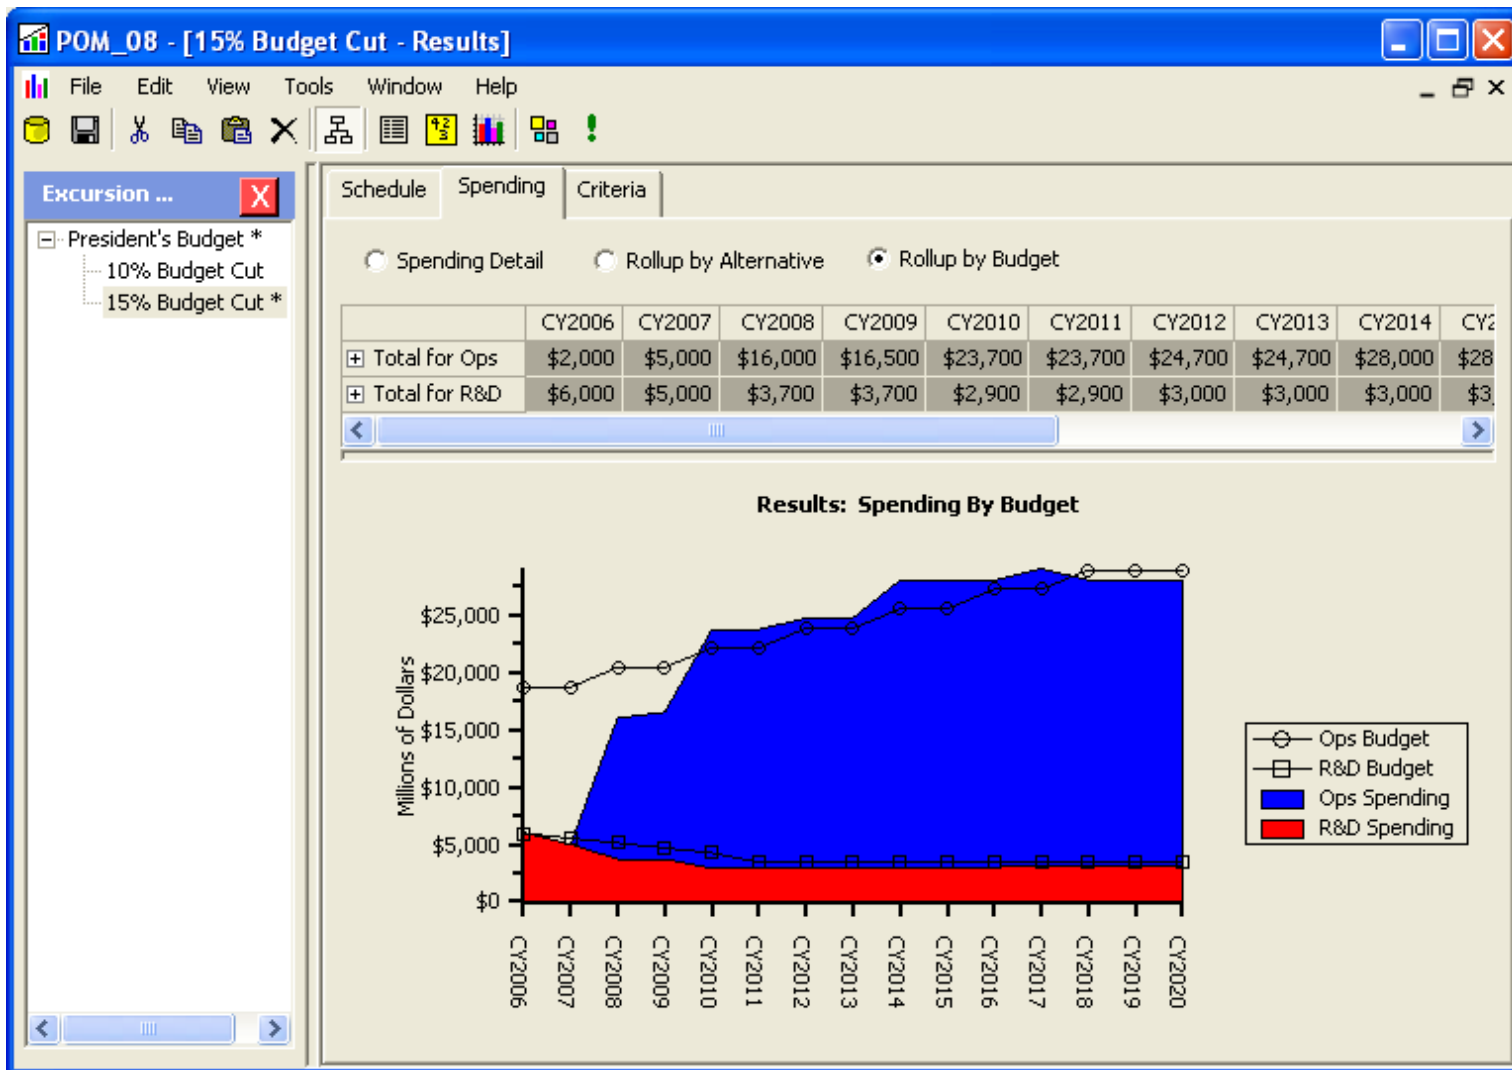 POM_08 - [15% Budget Cut - Results]
File Edit View Tools Window Help
Excursion ...
President's Budget *
10% Budget Cut
15% Budget Cut *
Schedule Spending Criteria
Spending Detail Rollup by Alternative Rollup by Budget
CY2006 CY2007 CY2008 CY2009 CY2010 CY2011 CY2012 CY2013 CY2014 CY2
Total for Ops $2,000 $5,000 $16,000 $16,500 $23,700 $23,700 $24,700 $24,700 $28,000 $28
Total for R&D $6,000 $5,000 $3,700 $3,700 $2,900 $2,900 $3,000 $3,000 $3,000 $3,
Results: Spending By Budget
Millions of Dollars
$25,000
$20,000
$15,000
$10,000
$5,000
$0
CY2006 CY2007 CY2008 CY2009 CY2010 CY2011 CY2012 CY2013 CY2014 CY2015 CY2016 CY2017 CY2018 CY2019 CY2020
Ops Budget
R&D Budget
Ops Spending
R&D Spending